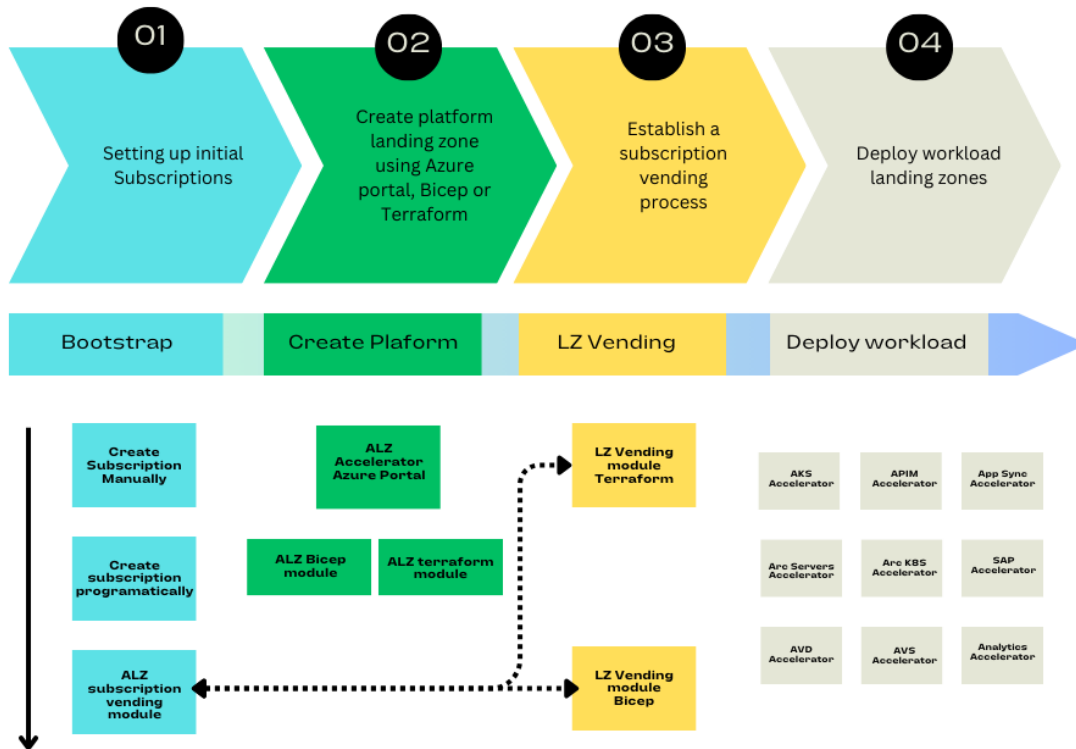 01
02
03
04
Setting up initial
Subscriptions
Create platform
landing zone
using Azure
portal, Bicep or
Terraform
Establish a
subscription
vending
process
Deploy workload
landing zones
Bootstrap
Create Plaform
LZ Vending
Deploy workload
Create
Subscription
Manually
ALZ
Accelerator
Azure Portal
LZ Vending
module
Terraform
AKS
Accelerator
APIM
Accelerator
App Sync
Accelerator
Create
subscription
programatically
ALZ Bicep
module
ALZ terraform
module
Arc Servers
Accelerator
Arc K8S
Accelerator
SAP
Accelerator
ALZ
subscription
vending
module
LZ Vending
module
Bicep
AVD
Accelerator
AVS
Accelerator
Analytics
Accelerator